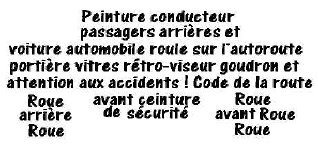 Peinture conducteur
passagers arrières et
voiture automobile roule sur l'autoroute
portière vitres rétro-viseur goudron et
attention aux accidents ! Code de la route
Roue avant ceinture Roue
arrière de sécurité avant Roue
Roue Roue